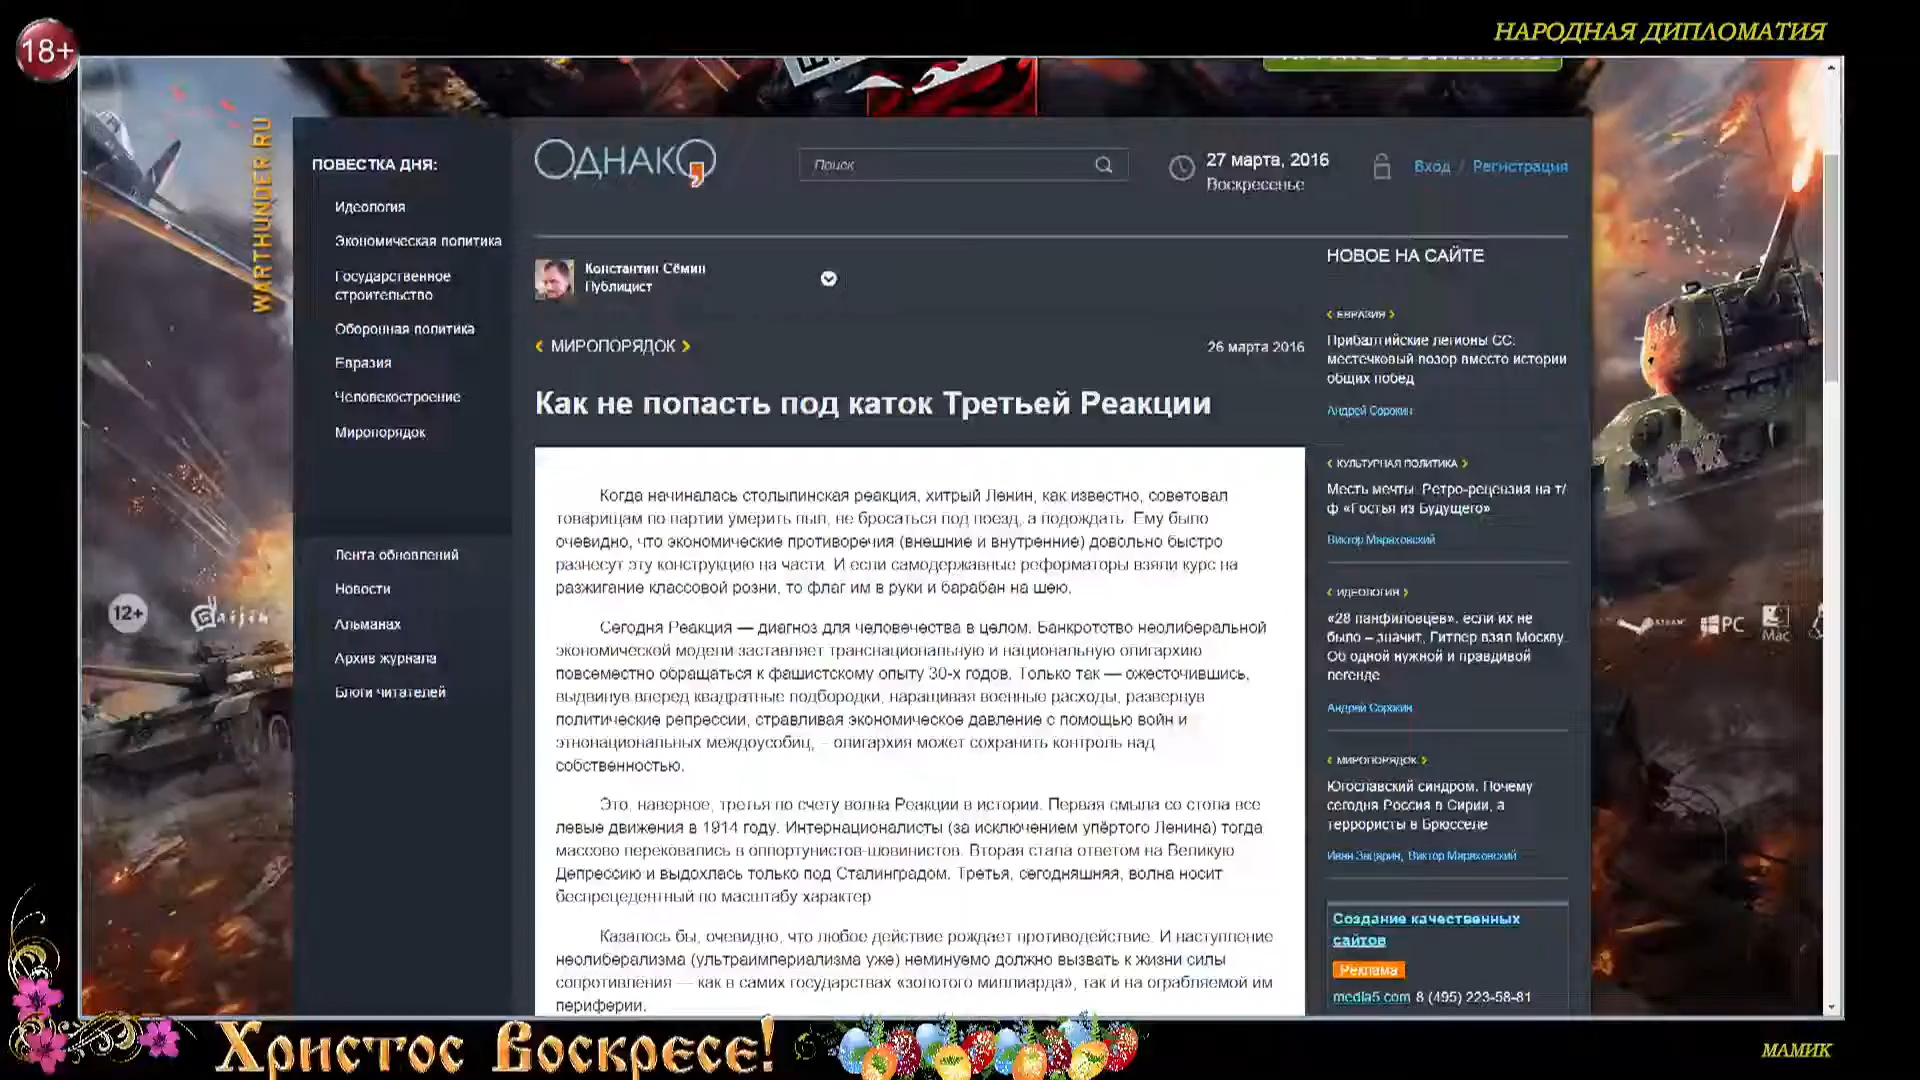 18+
НАРОДНАЯ ДИПЛОМАТИЯ
WARTHUNDER.RU
ПОВЕСТКА ДНЯ:
Идеология
Экономическая политика
Государственное
строительство
Оборонная политика
Евразия
Человекостроение
Миропорядок
Лента обновлений
Новости
Альманах
Архив журнала
Блоги читателей
12+
Gaijin
ОДНАКО,
Поиск
27 марта, 2016
Воскресенье
Вход / Регистрация
Константин Сёмин
Публицист
‹ МИРОПОРЯДОК ›
26 марта 2016
Как не попасть под каток Третьей Реакции
Когда начиналась столыпинская реакция, хитрый Ленин, как известно, советовал
товарищам по партии умерить пыл, не бросаться под поезд, а подождать. Ему было
очевидно, что экономические противоречия (внешние и внутренние) довольно быстро
разнесут эту конструкцию на части. И если самодержавные реформаторы взяли курс на
разжигание классовой розни, то флаг им в руки и барабан на шею.
Сегодня Реакция — диагноз для человечества в целом. Банкротство неолиберальной
экономической модели заставляет транснациональную и национальную олигархию
повсеместно обращаться к фашистскому опыту 30-х годов. Только так — ожесточившись,
выдвинув вперед квадратные подбородки, наращивая военные расходы, развернув
политические репрессии, стравливая экономическое давление с помощью войн и
этнонациональных междоусобиц, – олигархия может сохранить контроль над
собственностью.
Это, наверное, третья по счету волна Реакции в истории. Первая смыла со стола все
левые движения в 1914 году. Интернационалисты (за исключением упёртого Ленина) тогда
массово перековались в оппортунистов-шовинистов. Вторая стала ответом на Великую
Депрессию и выдохлась только под Сталинградом. Третья, сегодняшняя, волна носит
беспрецедентный по масштабу характер
Казалось бы, очевидно, что любое действие рождает противодействие. И наступление
неолиберализма (ультраимпериализма уже) неминуемо должно вызвать к жизни силы
сопротивления — как в самих государствах «золотого миллиарда», так и на ограбляемой им
периферии.
НОВОЕ НА САЙТЕ
‹ ЕВРАЗИЯ ›
Прибалтийские легионы СС:
местечковый позор вместо истории
общих побед
Андрей Сорокин
‹ КУЛЬТУРНАЯ ПОЛИТИКА ›
Месть мечты. Ретро-рецензия на т/
ф «Гостья из Будущего»
Виктор Мараховский
‹ ИДЕОЛОГИЯ ›
«28 панфиловцев». если их не
было – значит, Гитлер взял Москву.
Об одной нужной и правдивой
легенде
Андрей Сорокин
‹ МИРОПОРЯДОК ›
Югославский синдром. Почему
сегодня Россия в Сирии, а
террористы в Брюсселе
Иван Зацарин, Виктор Мараховский
Создание качественных
сайтов
Реклама
media5.com 8 (495) 223-58-81
STEAM PC Mac
Христос Воскресе!
МАМИК